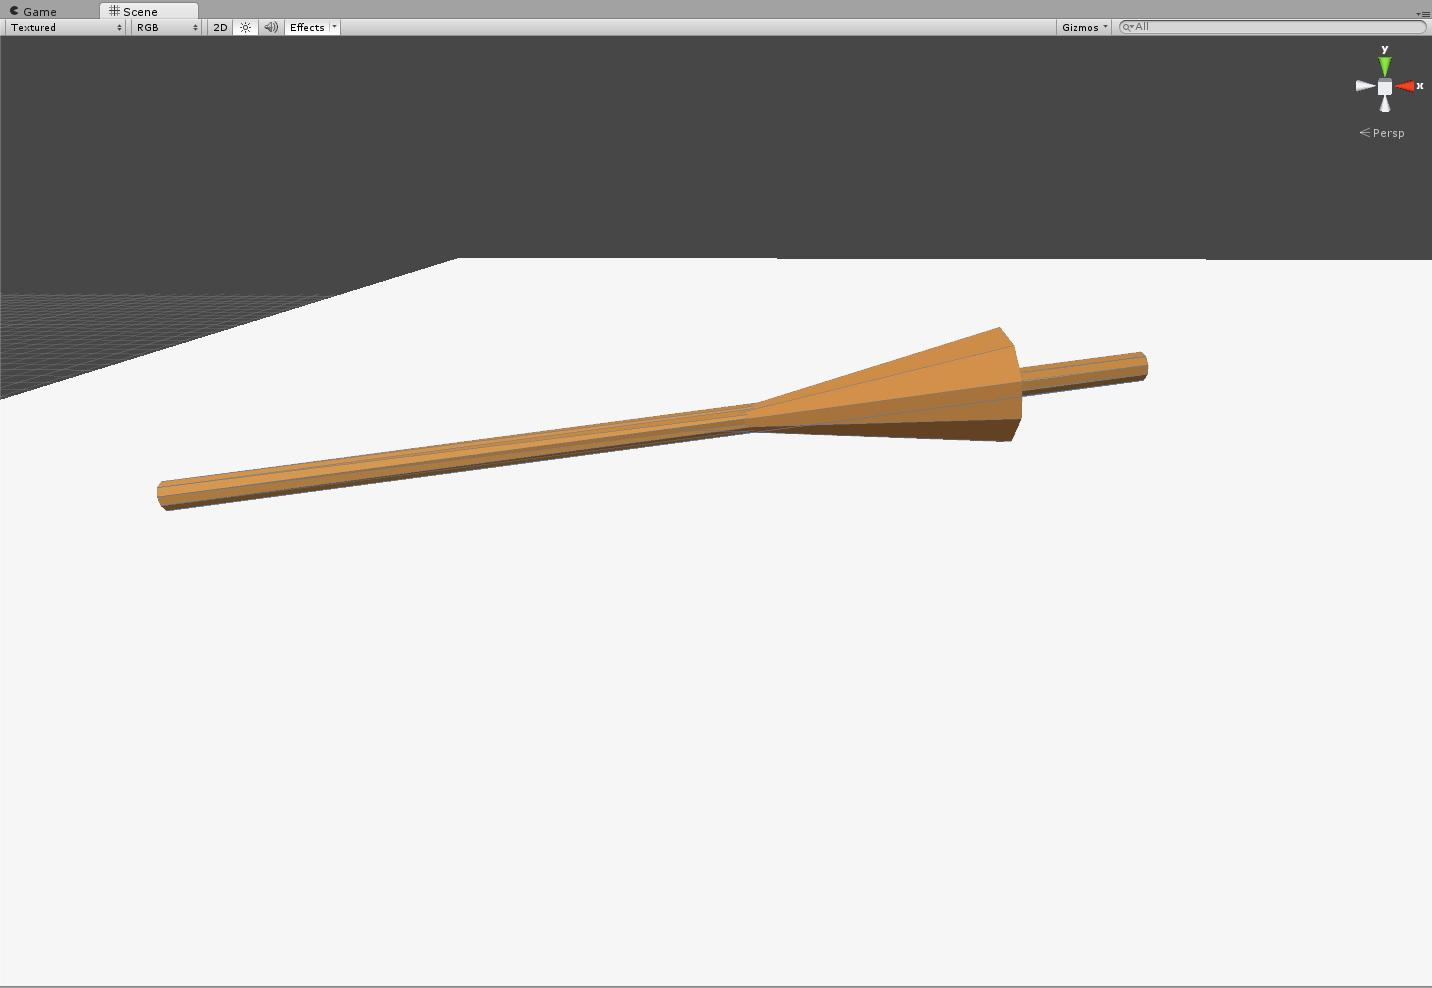 Game Scene
Textured RGB 2D Effects Gizmos All
y
x
Persp